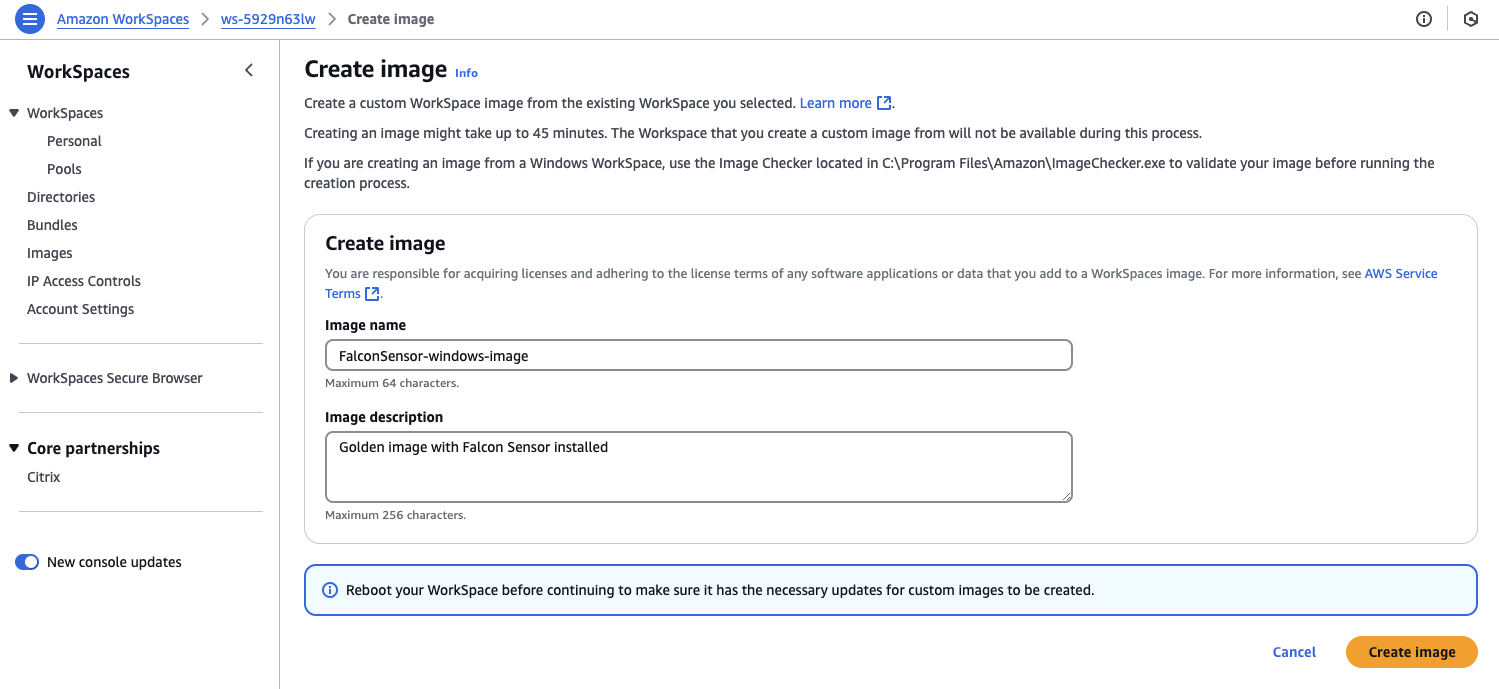 Amazon WorkSpaces > ws-5929n63lw > Create image
WorkSpaces
WorkSpaces
Personal
Pools
Directories
Bundles
Images
IP Access Controls
Account Settings
WorkSpaces Secure Browser
Core partnerships
Citrix
New console updates
Create image Info
Create a custom WorkSpace image from the existing WorkSpace you selected. Learn more.
Creating an image might take up to 45 minutes. The Workspace that you create a custom image from will not be available during this process.
If you are creating an image from a Windows WorkSpace, use the Image Checker located in C:\Program Files\Amazon\ImageChecker.exe to validate your image before running the
creation process.
Create image
You are responsible for acquiring licenses and adhering to the license terms of any software applications or data that you add to a WorkSpaces image. For more information, see AWS Service
Terms.
Image name
FalconSensor-windows-image
Maximum 64 characters.
Image description
Golden image with Falcon Sensor installed
Maximum 256 characters.
Reboot your WorkSpace before continuing to make sure it has the necessary updates for custom images to be created.
Cancel Create image